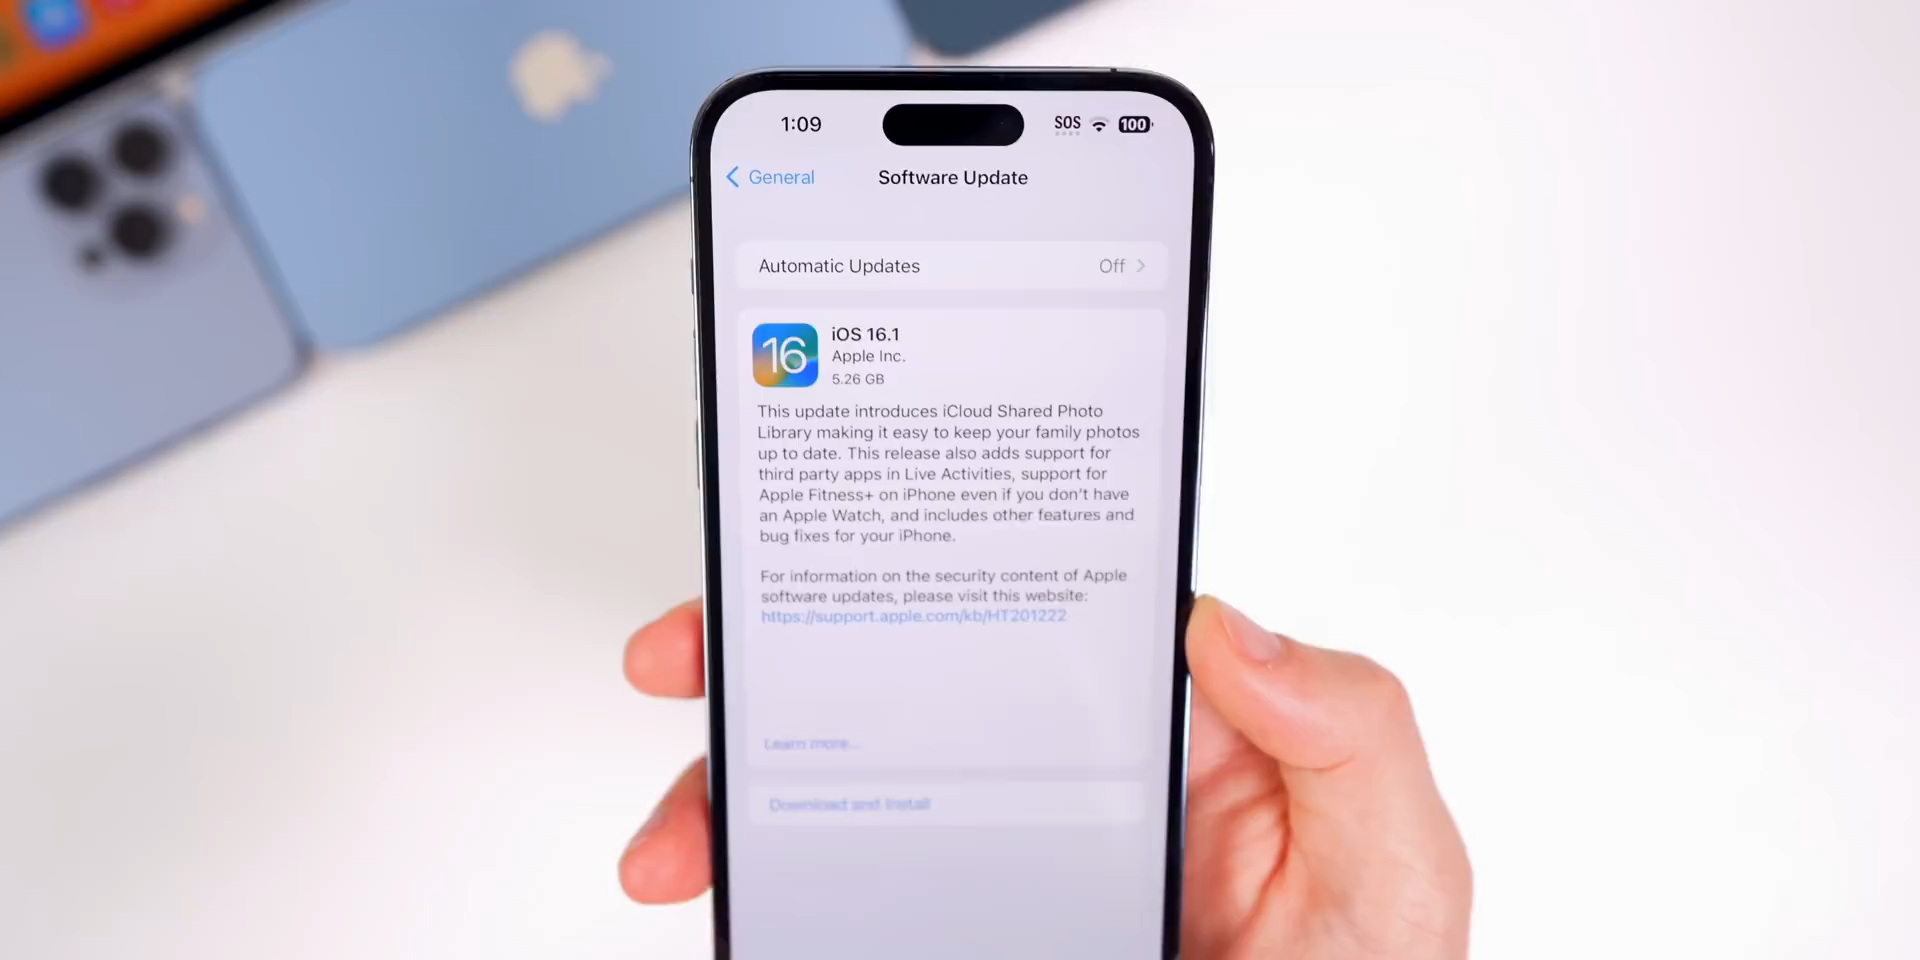 1:09
SOS
100
General
Software Update
Automatic Updates
Off
16
iOS 16.1
Apple Inc.
5.26 GB
This update introduces iCloud Shared Photo
Library making it easy to keep your family photos
up to date. This release also adds support for
third party apps in Live Activities, support for
Apple Fitness+ on iPhone even if you don't have
an Apple Watch, and includes other features and
bug fixes for your iPhone.
For information on the security content of Apple
software updates, please visit this website:
https://support.apple.com/kb/HT201222
Learn more...
Download and Install